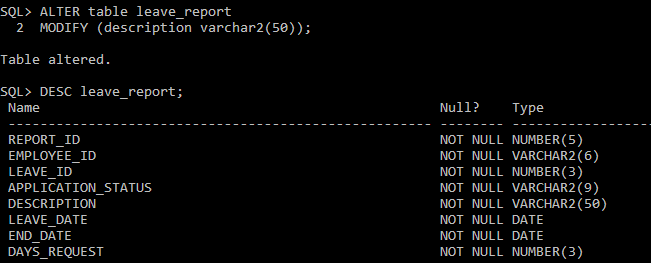 SQL> ALTER table leave_report
  2  MODIFY (description varchar2(50));
Table altered.
SQL> DESC leave_report;
 Name                                                  Null?    Type
 ----------------------------------------------------- -------- ------------------
 REPORT_ID                                             NOT NULL NUMBER(5)
 EMPLOYEE_ID                                           NOT NULL VARCHAR2(6)
 LEAVE_ID                                              NOT NULL NUMBER(3)
 APPLICATION_STATUS                                    NOT NULL VARCHAR2(9)
 DESCRIPTION                                           NOT NULL VARCHAR2(50)
 LEAVE_DATE                                            NOT NULL DATE
 END_DATE                                              NOT NULL DATE
 DAYS_REQUEST                                          NOT NULL NUMBER(3)